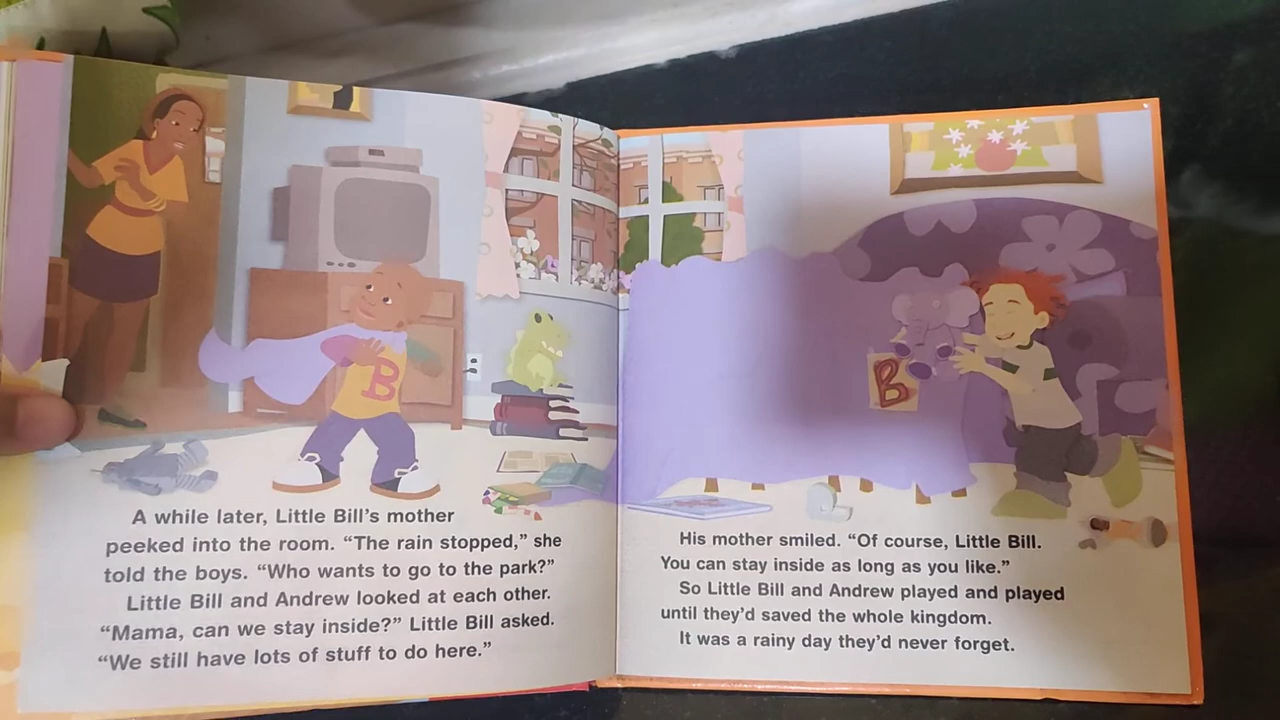 B
B
A while later, Little Bill's mother
peeked into the room. “The rain stopped,” she
told the boys. “Who wants to go to the park?”
Little Bill and Andrew looked at each other.
“Mama, can we stay inside?” Little Bill asked.
“We still have lots of stuff to do here.”
His mother smiled. “Of course, Little Bill.
You can stay inside as long as you like.”
So Little Bill and Andrew played and played
until they'd saved the whole kingdom.
It was a rainy day they'd never forget.